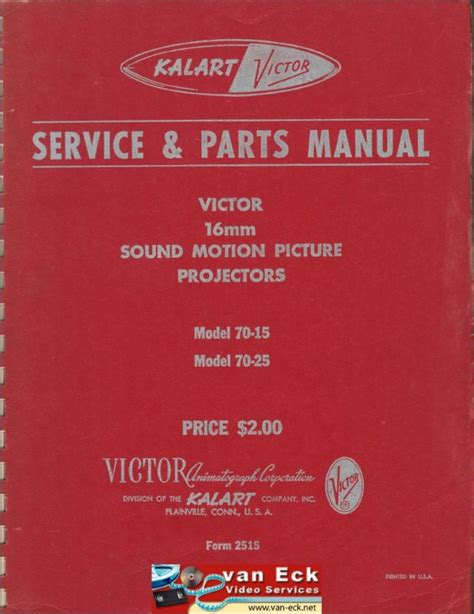 KALART VICTOR
SERVICE & PARTS MANUAL
VICTOR
16mm
SOUND MOTION PICTURE
PROJECTORS
Model 70-15
Model 70-25
PRICE $2.00
VICTOR Animatograph Corporation
DIVISION OF THE KALART COMPANY, INC.
PLAINVILLE, CONN., U. S. A.
VICTOR
Form 2515
PRINTED IN U.S.A.
van Eck
Video Services
www.van-eck.net